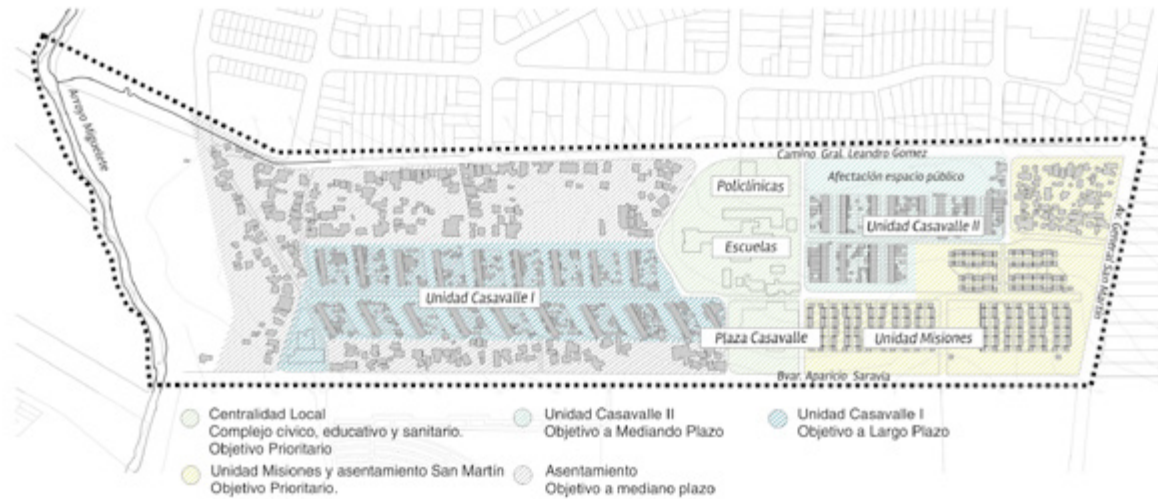 Arroyo Miguelete
Camino Gral. Leandro Gomez
Policlínicas
Afectación espacio público
Unidad Casavalle II
Escuelas
Av. General San Martín
Unidad Casavalle I
Plaza Casavalle
Unidad Misiones
Bvar. Aparicio Saravia
Centralidad Local
Complejo cívico, educativo y sanitario.
Objetivo Prioritario
Unidad Casavalle II
Objetivo a Mediando Plazo
Unidad Casavalle I
Objetivo a Largo Plazo
Unidad Misiones y asentamiento San Martín
Objetivo Prioritario.
Asentamiento
Objetivo a mediano plazo